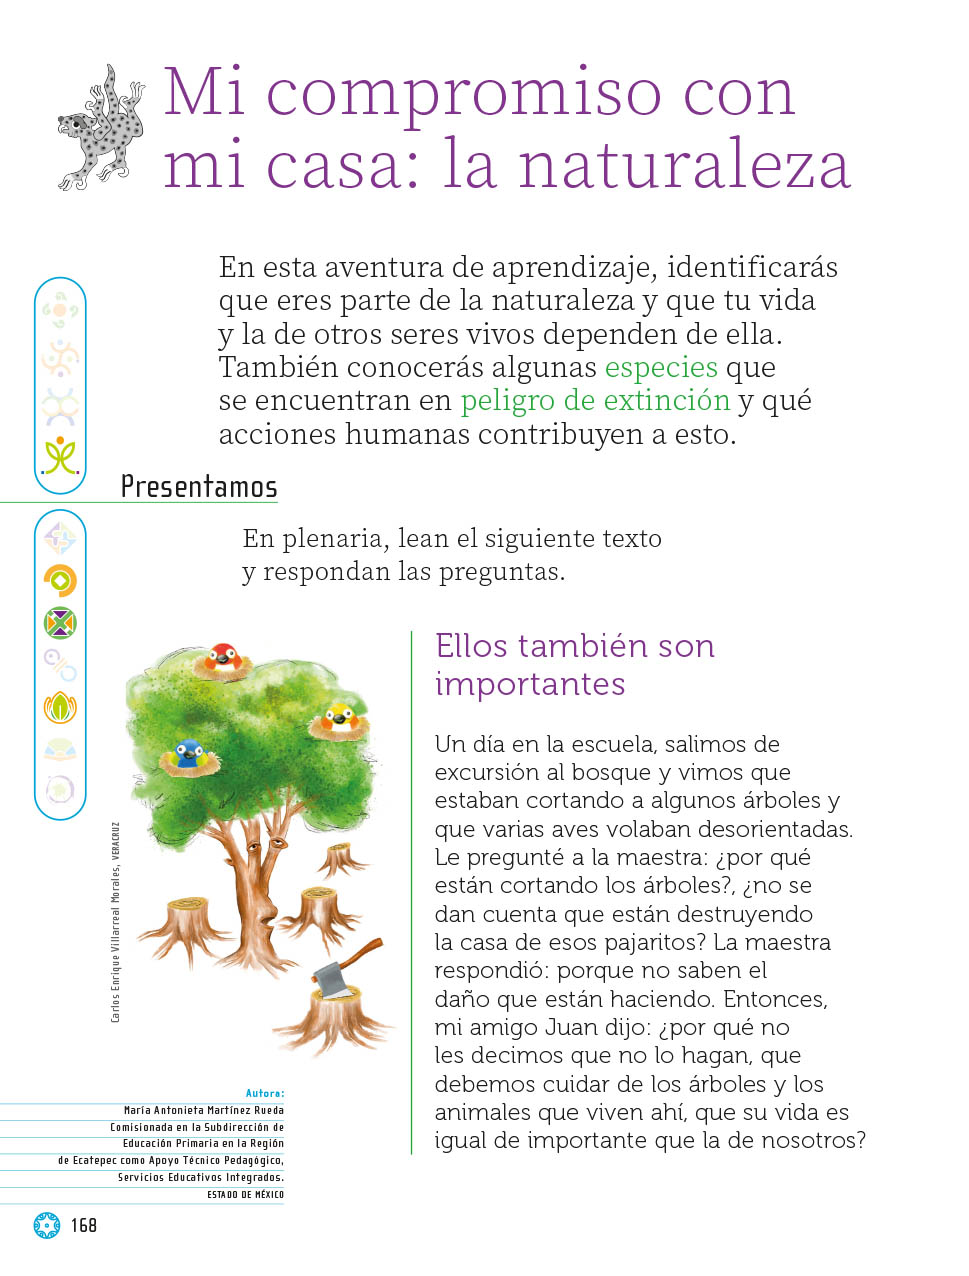 Mi compromiso con
mi casa: la naturaleza
En esta aventura de aprendizaje, identificarás
que eres parte de la naturaleza y que tu vida
y la de otros seres vivos dependen de ella.
También conocerás algunas especies que
se encuentran en peligro de extinción y qué
acciones humanas contribuyen a esto.
Presentamos
En plenaria, lean el siguiente texto
y respondan las preguntas.
Ellos también son
importantes
Un día en la escuela, salimos de
excursión al bosque y vimos que
estaban cortando a algunos árboles y
que varias aves volaban desorientadas.
Le pregunté a la maestra: ¿por qué
están cortando los árboles?, ¿no se
dan cuenta que están destruyendo
la casa de esos pajaritos? La maestra
respondió: porque no saben el
daño que están haciendo. Entonces,
mi amigo Juan dijo: ¿por qué no
les decimos que no lo hagan, que
debemos cuidar de los árboles y los
animales que viven ahí, que su vida es
igual de importante que la de nosotros?
Carlos Enrique Villarreal Morales, VERACRUZ
Autora:
María Antonieta Martínez Rueda
Comisionada en la Subdirección de
Educación Primaria en la Región
de Ecatepec como Apoyo Técnico Pedagógico,
Servicios Educativos Integrados.
ESTADO DE MÉXICO
168